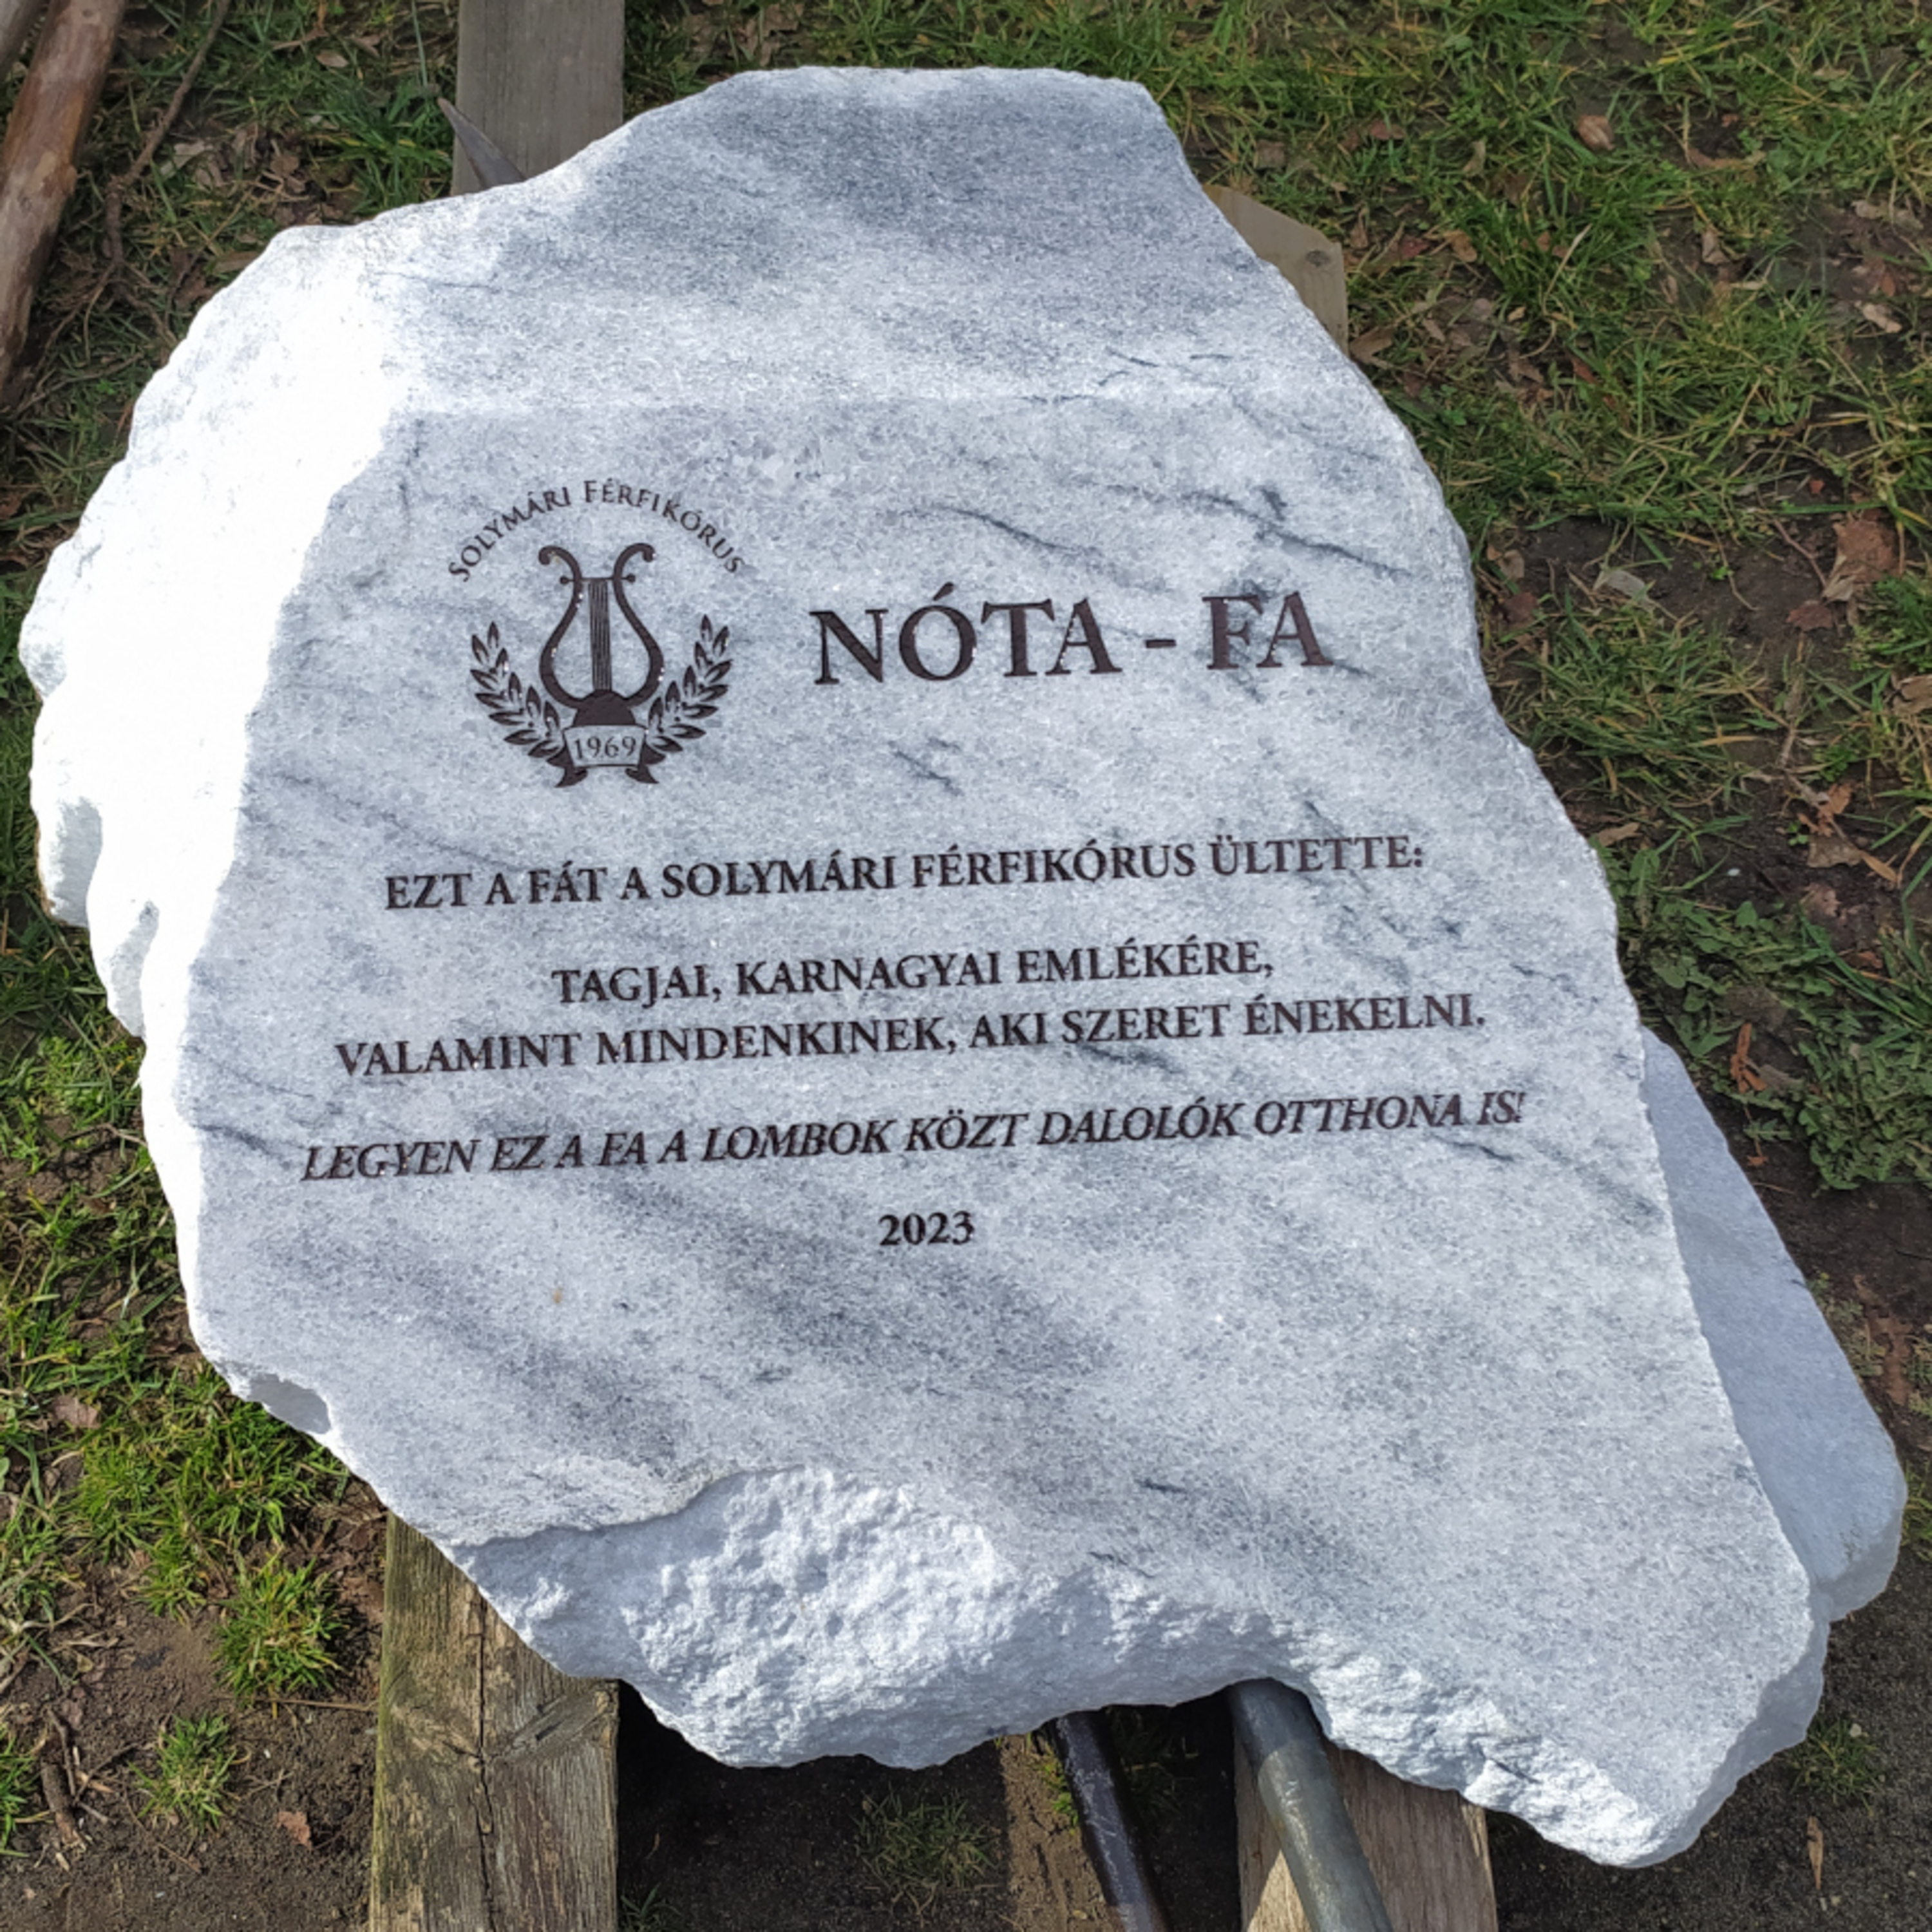 SOLYMÁRI FÉRFIKÓRUS
1969
NÓTA - FA
EZT A FÁT A SOLYMÁRI FÉRFIKÓRUS ÜLTETTE:
TAGJAI, KARNAGYAI EMLÉKÉRE,
VALAMINT MINDENKINEK, AKI SZERET ÉNEKELNI.
LEGYEN EZ A FA A LOMBOK KÖZT DALOLÓK OTTHONA IS!
2023